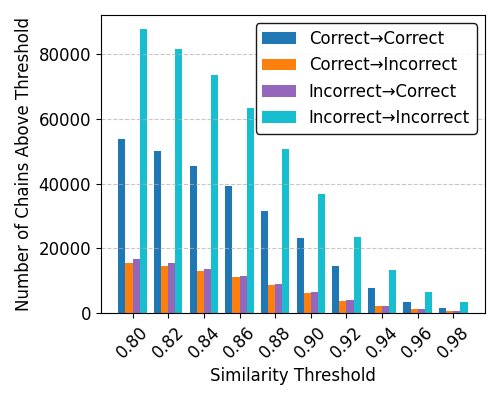 Number of Chains Above Threshold
80000
60000
40000
20000
0
Correct→Correct
Correct→Incorrect
Incorrect→Correct
Incorrect→Incorrect
0.80
0.82
0.84
0.86
0.88
0.90
0.92
0.94
0.96
0.98
Similarity Threshold